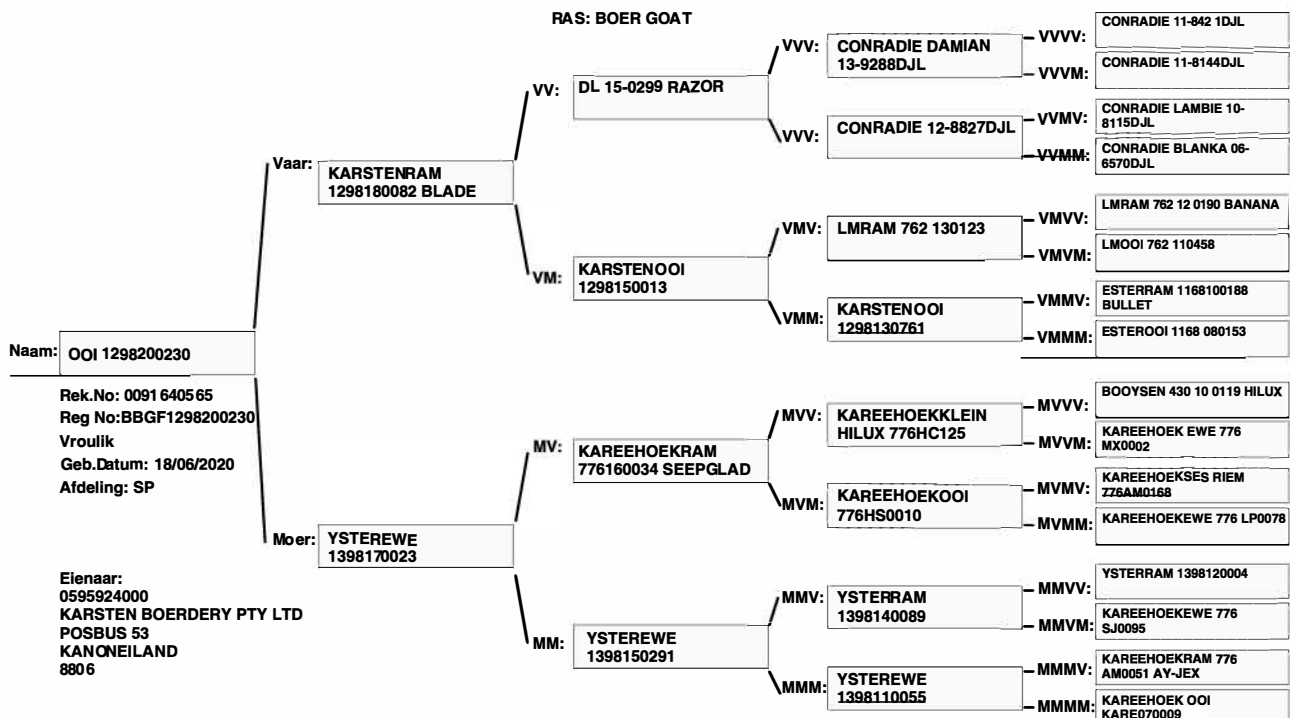 RAS: BOER GOAT
Naam:
OOI 1298200230
Rek.No: 0091640565
Reg No:BBGF1298200230
Vroulik
Geb.Datum: 18/06/2020
Afdeling: SP
Eienaar:
0595924000
KARSTEN BOERDERY PTY LTD
POSBUS 53
KANONEILAND
8806
Vaar:
KARSTENRAM
1298180082 BLADE
Moer:
YSTEREWE
1398170023
VV:
DL 15-0299 RAZOR
VM:
KARSTENOOI
1298150013
MV:
KAREEHOEKRAM
776160034 SEEPGLAD
MM:
YSTEREWE
1398150291
VVV:
CONRADIE DAMIAN
13-9288DJL
VVV:
CONRADIE 12-8827DJL
VMV:
LMRAM 762 130123
VMM:
KARSTENOOI
1298130761
MVV:
KAREEHOEKKLEIN
HILUX 776HC125
MVM:
KAREEHOEKOOI
776HS0010
MMV:
YSTERRAM
1398140089
MMM:
YSTEREWE
1398110055
VVVV:
CONRADIE 11-842 1DJL
VVVM:
CONRADIE 11-8144DJL
VVMV:
CONRADIE LAMBIE 10-
8115DJL
VVMM:
CONRADIE BLANKA 06-
6570DJL
VMVV:
LMRAM 762 12 0190 BANANA
VMVM:
LMOOI 762 110458
VMMV:
ESTERRAM 1168100188
BULLET
VMMM:
ESTEROOI 1168 080153
MVVV:
BOOYSEN 430 10 0119 HILUX
MVVM:
KAREEHOEK EWE 776
MX0002
MVMV:
KAREEHOEKSES RIEM
776AM0168
MVMM:
KAREEHOEKEWE 776 LP0078
MMVV:
YSTERRAM 1398120004
MMVM:
KAREEHOEKEWE 776
SJ0095
MMMV:
KAREEHOEKRAM 776
AM0051 AY-JEX
MMMM:
KAREEHOEK OOI
KARE070009